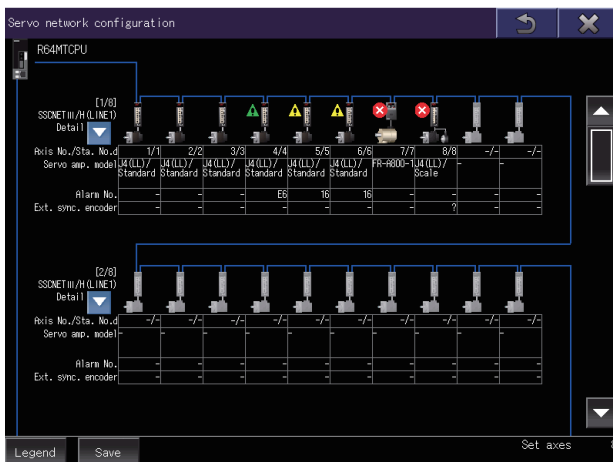 Servo network configuration
R64MTCPU
[1/8]
SSCNETⅢ/H(LINE1)
Detail
Axis No./Sta. No.d 1/1 2/2 3/3 4/4 5/5 6/6 7/7 8/8 -/- -/-
Servo amp. model J4(LL)/ J4(LL)/ J4(LL)/ J4(LL)/ J4(LL)/ J4(LL)/ FR-A800-1 J4(LL)/ - -
Standard Standard Standard Standard Standard Standard Scale
Alarm No. - - - E6 16 16 - - - -
Ext. sync. encoder - - - - - - - ? - -
[2/8]
SSCNETⅢ/H(LINE1)
Detail
Axis No./Sta. No.d -/- -/- -/- -/- -/- -/- -/- -/- -/- -/-
Servo amp. model - - - - - - - - - -
Alarm No. - - - - - - - - - -
Ext. sync. encoder - - - - - - - - - -
Legend Save Set axes